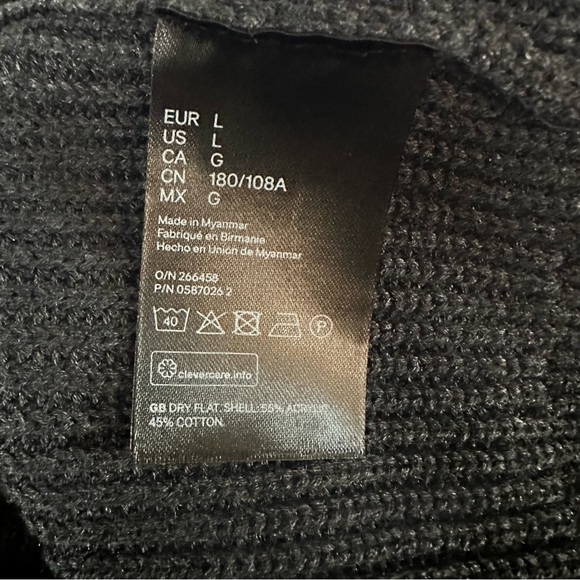 EUR L
US L
CA G
CN 180/108A
MX G
Made in Myanmar
Fabriqué en Birmanie
Hecho en Unión de Myanmar
O/N 266458
P/N 0587026 2
40 P
clevercare.info
GB DRY FLAT. SHELL: 55% ACRYLIC
45% COTTON.